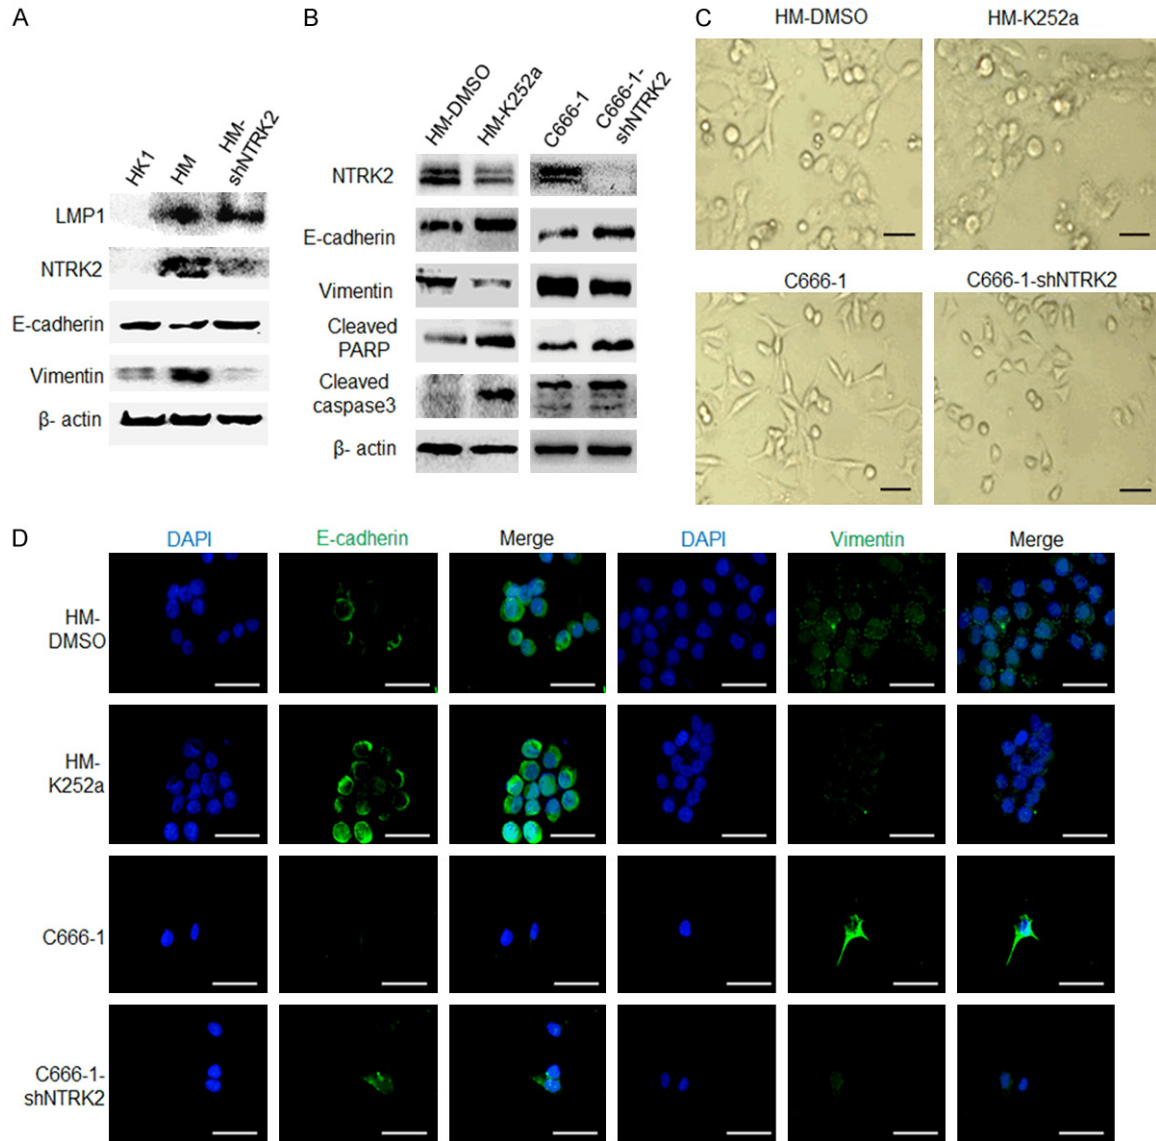 A
HK1
HM
HM-
shNTRK2
LMP1
NTRK2
E-cadherin
Vimentin
β- actin
B
HM-DMSO
HM-K252a
C666-1
C666-1-
shNTRK2
NTRK2
E-cadherin
Vimentin
Cleaved
PARP
Cleaved
caspase3
β- actin
C
HM-DMSO
HM-K252a
C666-1
C666-1-shNTRK2
D
DAPI
E-cadherin
Merge
DAPI
Vimentin
Merge
HM-
DMSO
HM-
K252a
C666-1
C666-1-
shNTRK2